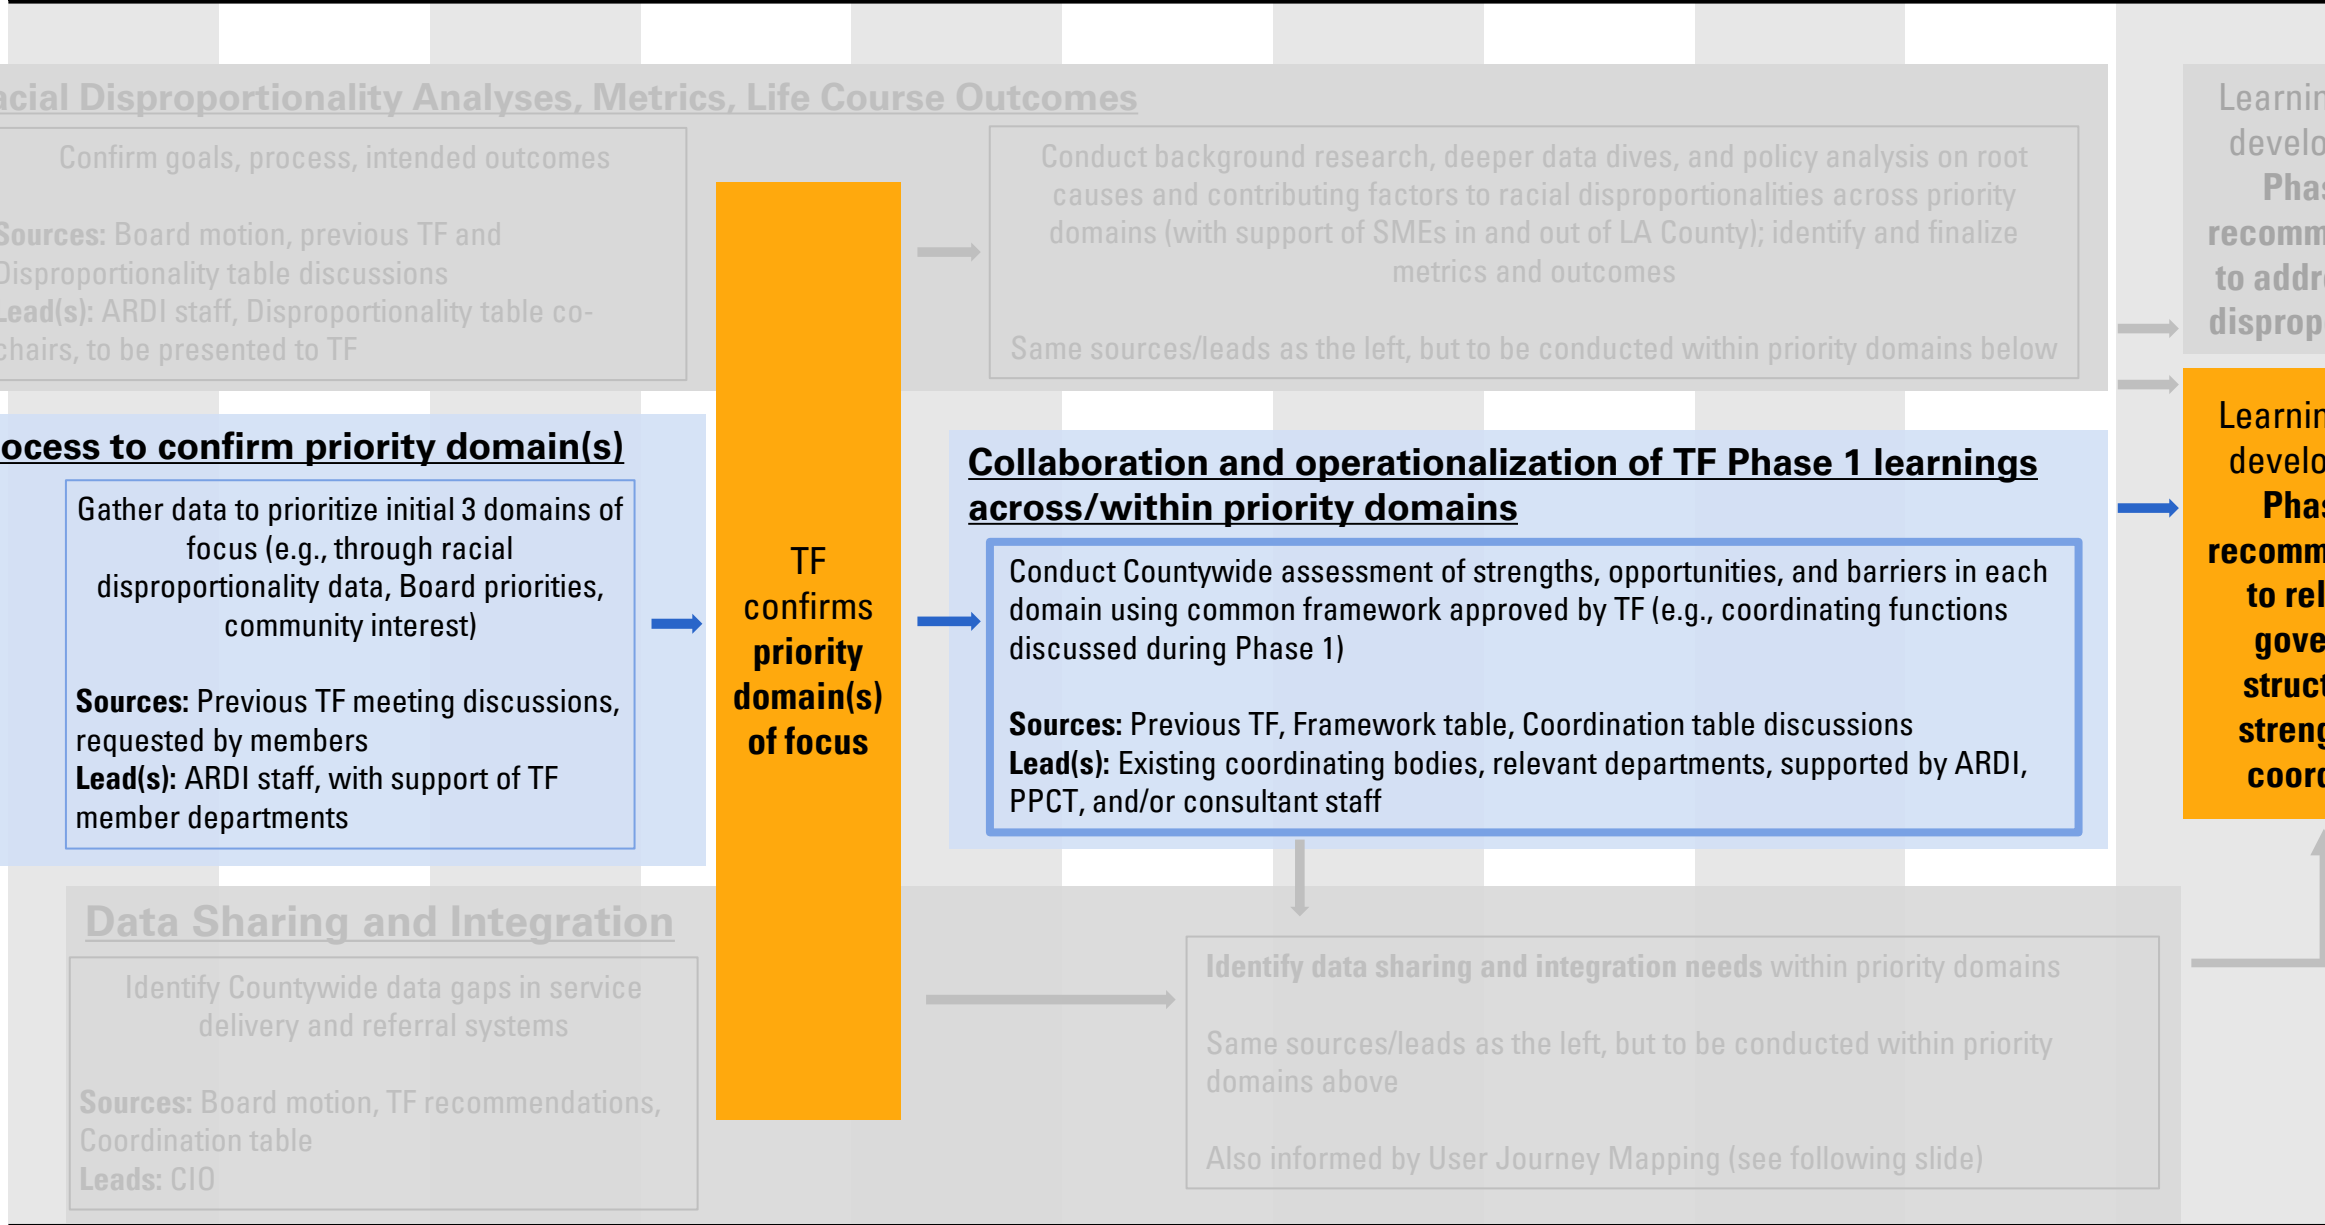 acial Disproportionality Analyses, Metrics, Life Course Outcomes
Confirm goals, process, intended outcomes
Sources: Board motion, previous TF and
Disproportionality table discussions
Lead(s): ARDI staff, Disproportionality table co-
chairs, to be presented to TF
Conduct background research, deeper data dives, and policy analysis on root
causes and contributing factors to racial disproportionalities across priority
domains (with support of SMEs in and out of LA County); identify and finalize
metrics and outcomes
Same sources/leads as the left, but to be conducted within priority domains below
Learnin
develo
Phas
recomm
to addr
disprop
ocess to confirm priority domain(s)
Gather data to prioritize initial 3 domains of
focus (e.g., through racial
disproportionality data, Board priorities,
community interest)
Sources: Previous TF meeting discussions,
requested by members
Lead(s): ARDI staff, with support of TF
member departments
TF
confirms
priority
domain(s)
of focus
Collaboration and operationalization of TF Phase 1 learnings
across/within priority domains
Conduct Countywide assessment of strengths, opportunities, and barriers in each
domain using common framework approved by TF (e.g., coordinating functions
discussed during Phase 1)
Sources: Previous TF, Framework table, Coordination table discussions
Lead(s): Existing coordinating bodies, relevant departments, supported by ARDI,
PPCT, and/or consultant staff
Learnin
develo
Phas
recomm
to rel
gove
struct
streng
coord
Data Sharing and Integration
Identify Countywide data gaps in service
delivery and referral systems
Sources: Board motion, TF recommendations,
Coordination table
Leads: CIO
Identify data sharing and integration needs within priority domains
Same sources/leads as the left, but to be conducted within priority
domains above
Also informed by User Journey Mapping (see following slide)